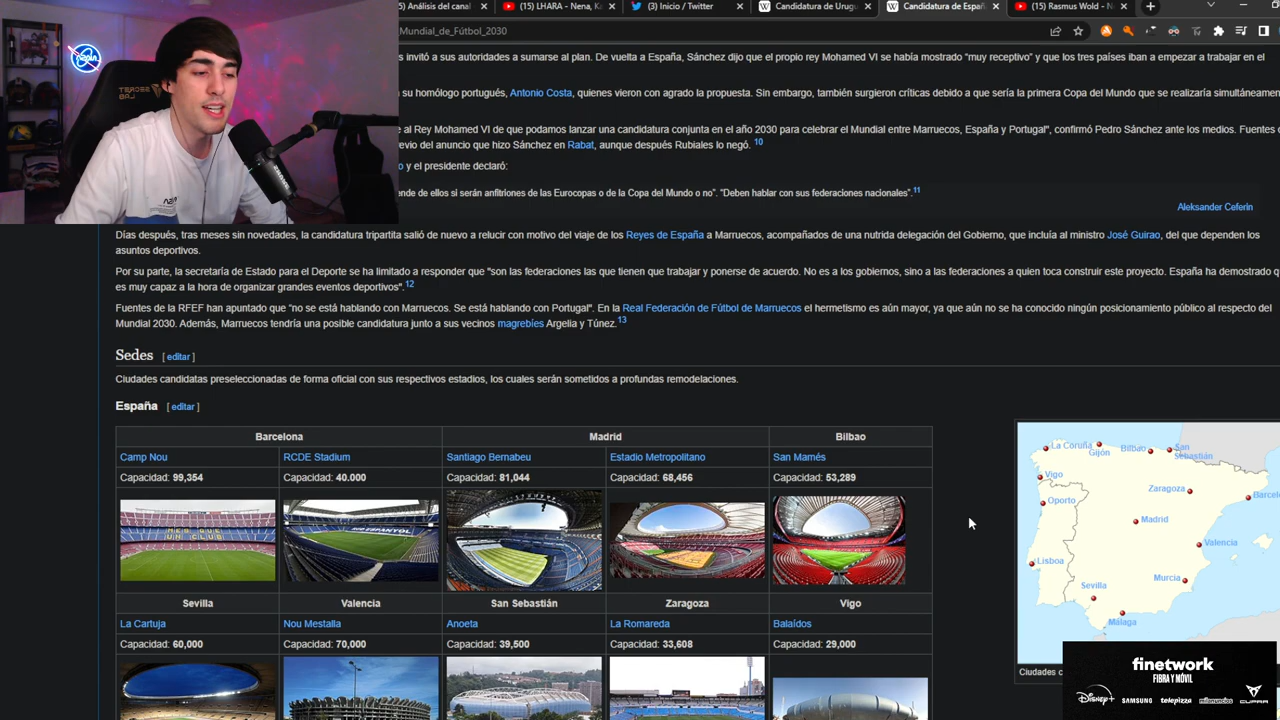 5) Análisis del canal
(15) LHARA - Nena, k
(3) Inicio / Twitter
Candidatura de Urugu
Candidatura de Españ
(15) Rasmus Wold - N
Mundial_de_Fútbol_2030
s invitó a sus autoridades a sumarse al plan. De vuelta a España, Sánchez dijo que el propio rey Mohamed VI se había mostrado "muy receptivo" y que los tres países iban a empezar a trabajar en el
su homólogo portugués, Antonio Costa, quienes vieron con agrado la propuesta. Sin embargo, también surgieron críticas debido a que sería la primera Copa del Mundo que se realizaría simultáneamen
e al Rey Mohamed VI de que podamos lanzar una candidatura conjunta en el año 2030 para celebrar el Mundial entre Marruecos, España y Portugal", confirmó Pedro Sánchez ante los medios. Fuentes
revio del anuncio que hizo Sánchez en Rabat, aunque después Rubiales lo negó. 10
o y el presidente declaró:
nde de ellos si serán anfitriones de las Eurocopas o de la Copa del Mundo o no". "Deben hablar con sus federaciones nacionales".11
Aleksander Ceferin
Días después, tras meses sin novedades, la candidatura tripartita salió de nuevo a relucir con motivo del viaje de los Reyes de España a Marruecos, acompañados de una nutrida delegación del Gobierno, que incluía al ministro José Guirao, del que dependen los
asuntos deportivos.
Por su parte, la secretaría de Estado para el Deporte se ha limitado a responder que "son las federaciones las que tienen que trabajar y ponerse de acuerdo. No es a los gobiernos, sino a las federaciones a quien toca construir este proyecto. España ha demostrado q
es muy capaz a la hora de organizar grandes eventos deportivos".12
Fuentes de la RFEF han apuntado que "no se está hablando con Marruecos. Se está hablando con Portugal". En la Real Federación de Fútbol de Marruecos el hermetismo es aún mayor, ya que aún no se ha conocido ningún posicionamiento público al respecto del
Mundial 2030. Además, Marruecos tendría una posible candidatura junto a sus vecinos magrebíes Argelia y Túnez.13
Sedes [ editar ]
Ciudades candidatas preseleccionadas de forma oficial con sus respectivos estadios, los cuales serán sometidos a profundas remodelaciones.
España [ editar ]
Barcelona Madrid Bilbao
Camp Nou RCDE Stadium Santiago Bernabeu Estadio Metropolitano San Mamés
Capacidad: 99,354 Capacidad: 40.000 Capacidad: 81,044 Capacidad: 68,456 Capacidad: 53,289
Sevilla Valencia San Sebastián Zaragoza Vigo
La Cartuja Nou Mestalla Anoeta La Romareda Balaídos
Capacidad: 60,000 Capacidad: 70,000 Capacidad: 39,500 Capacidad: 33,608 Capacidad: 29,000
La Coruña
Gijón
Bilbao
San
Sebastián
Vigo
Oporto
Zaragoza
Barcelo
Madrid
Lisboa
Valencia
Sevilla
Murcia
Málaga
Ciudades c
finetwork
FIBRA Y MÓVIL
Disney+ SAMSUNG telepizza milanuncios CUPRA